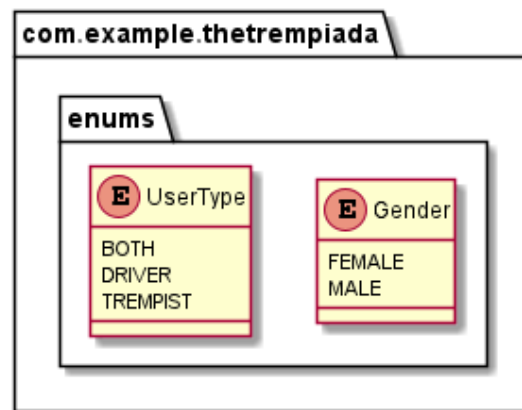 com.example.thetrempiada
enums
E UserType
BOTH
DRIVER
TREMPIST
E Gender
FEMALE
MALE